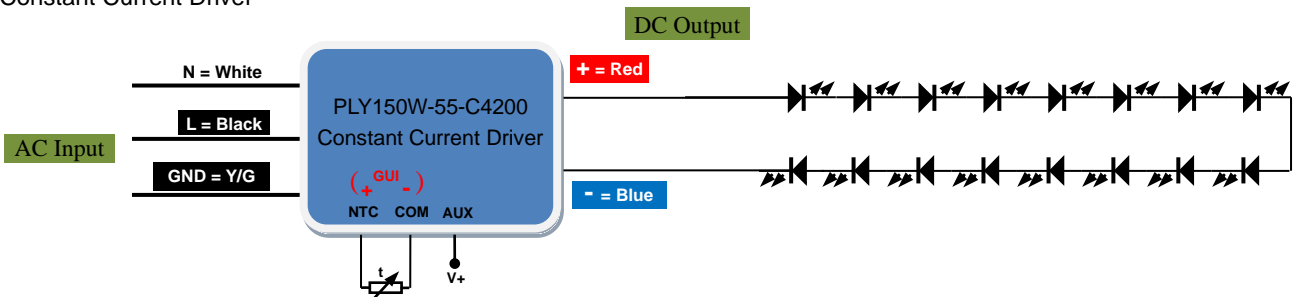 Constant Current Driver
DC Output
N = White
+ = Red
PLY150W-55-C4200
L = Black
Constant Current Driver
AC Input
GND = Y/G
(+ GUI -)
- = Blue
NTC COM AUX
t
V+